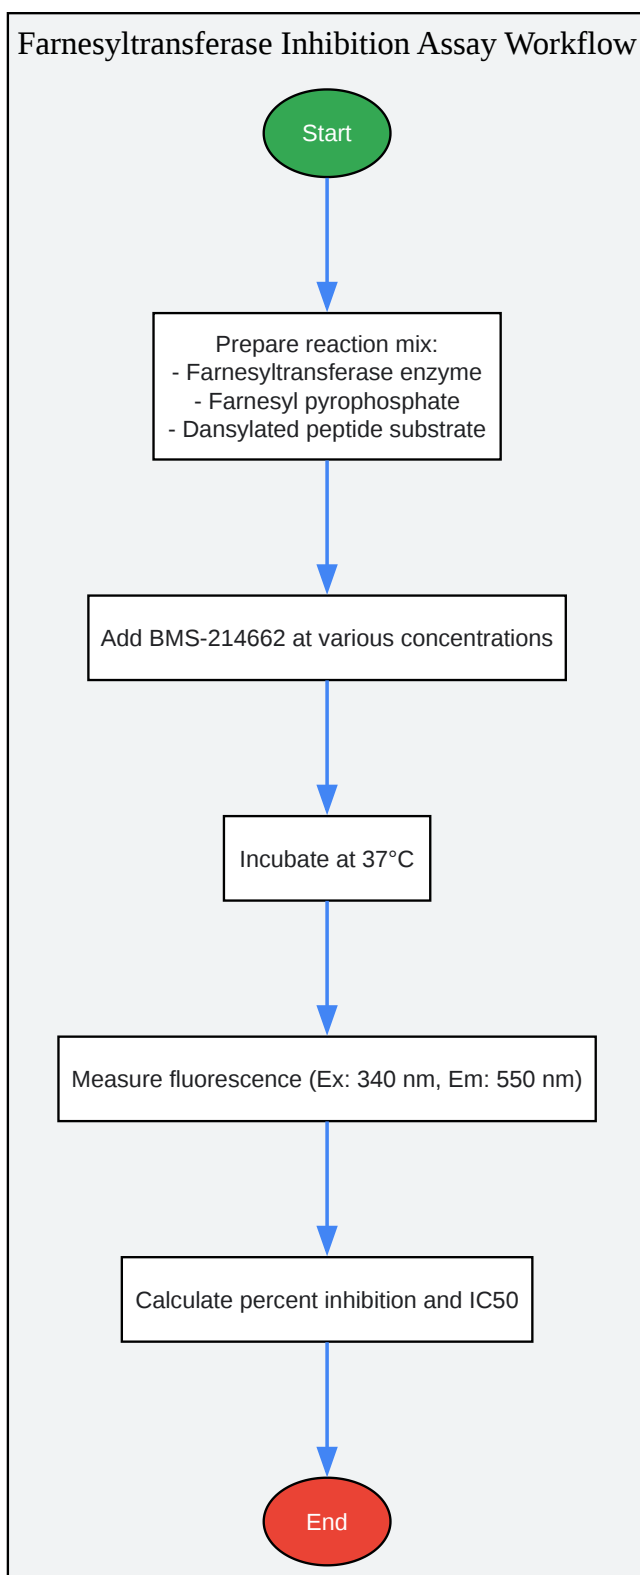 Farnesyltransferase Inhibition Assay Workflow
Start
Prepare reaction mix:
- Farnesyltransferase enzyme
- Farnesyl pyrophosphate
- Dansylated peptide substrate
Add BMS-214662 at various concentrations
Incubate at 37°C
Measure fluorescence (Ex: 340 nm, Em: 550 nm)
Calculate percent inhibition and IC50
End